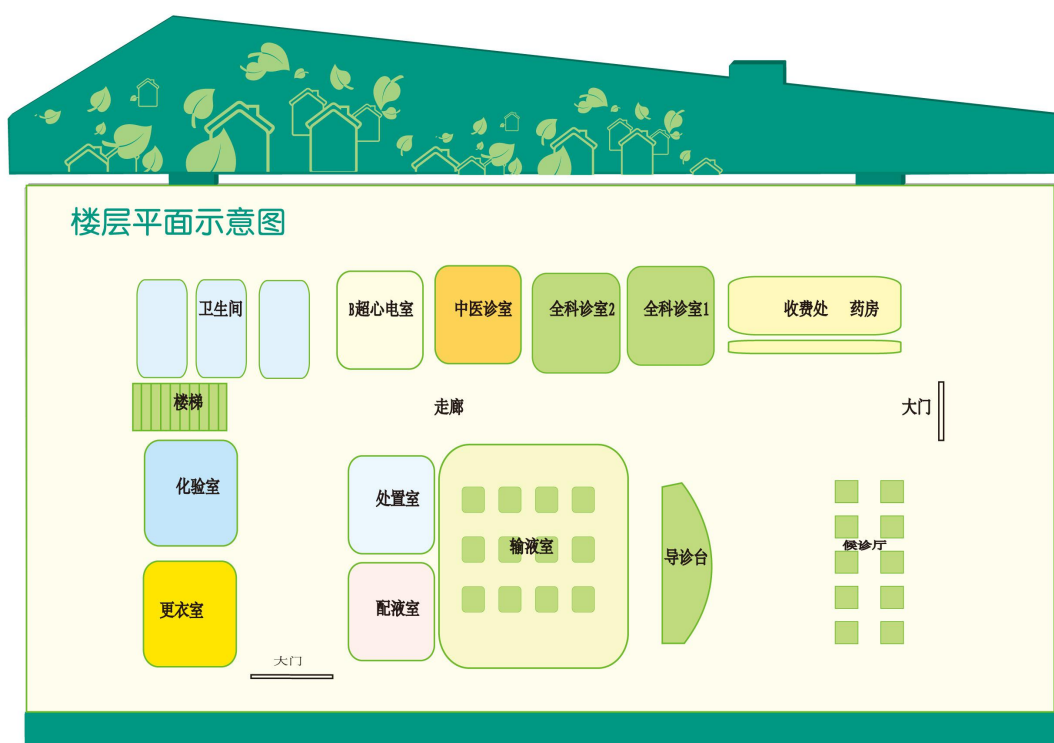 楼层平面示意图
卫生间
B超心电室
中医诊室
全科诊室2
全科诊室1
收费处 药房
楼梯
走廊
大门
化验室
处置室
输液室
导诊台
候诊厅
更衣室
配液室
大门